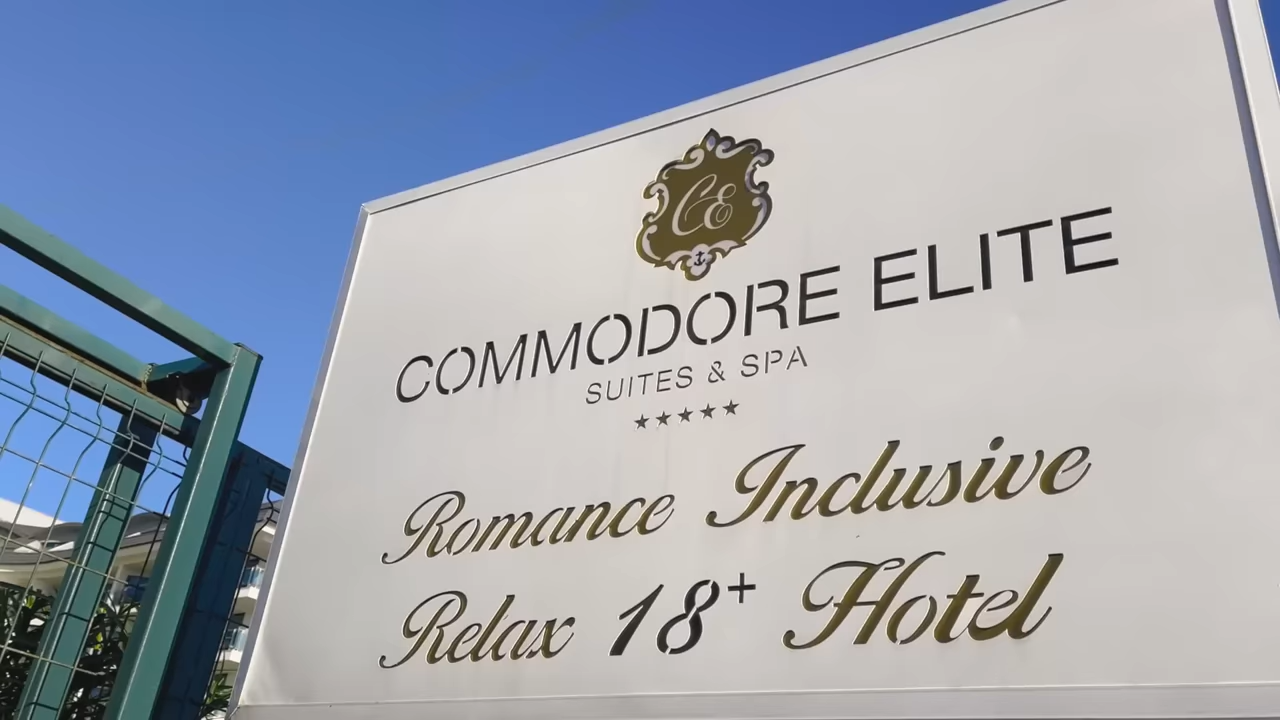 CE
COMMODORE ELITE
SUITES & SPA
★★★★★
Romance Inclusive
Relax 18+ Hotel